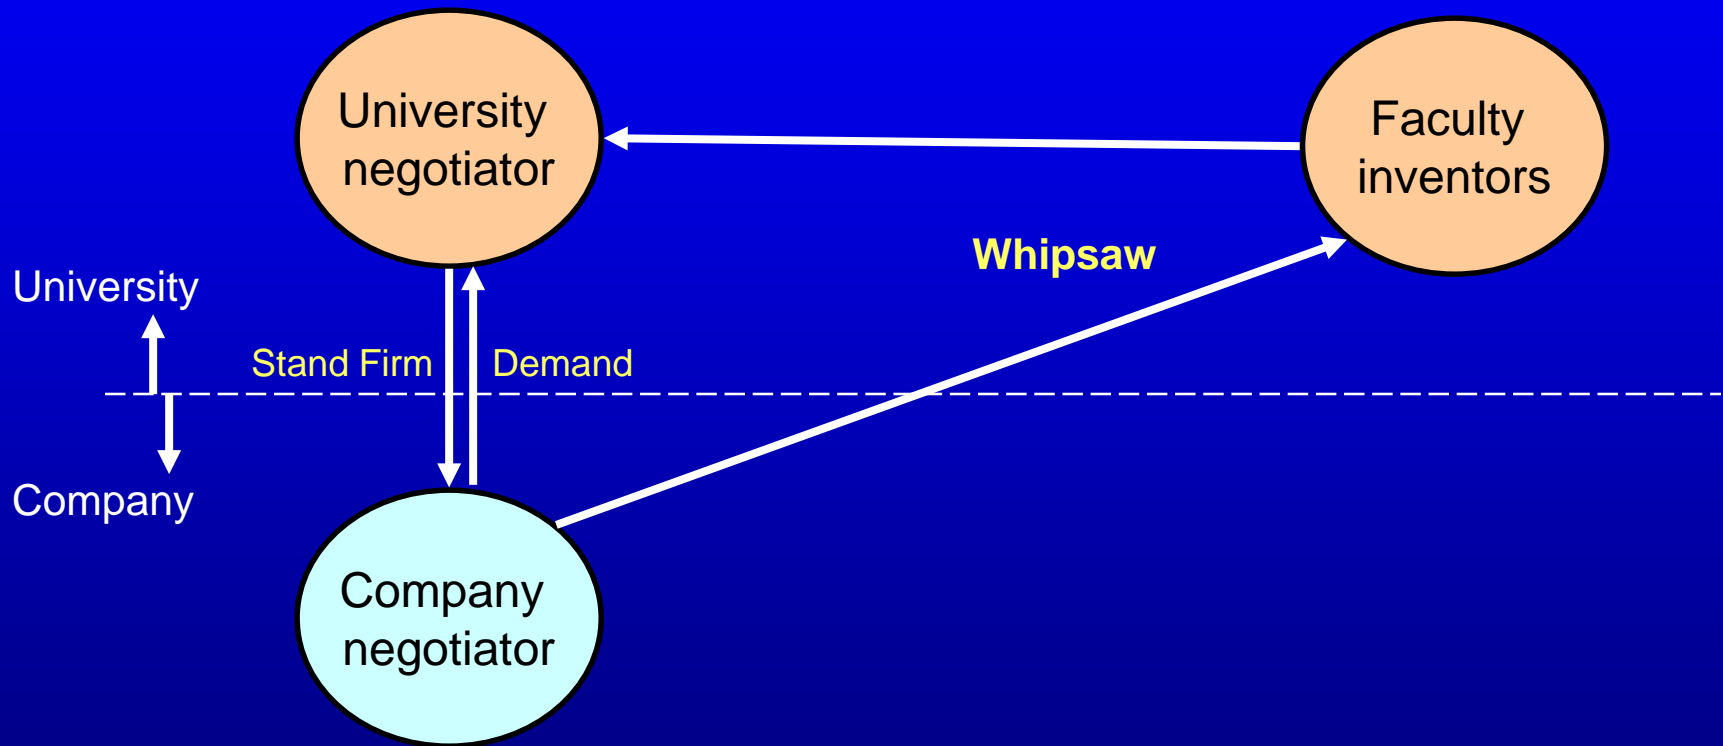 University
negotiator
Faculty
inventors
Whipsaw
University
Stand Firm
Demand
Company
Company
negotiator